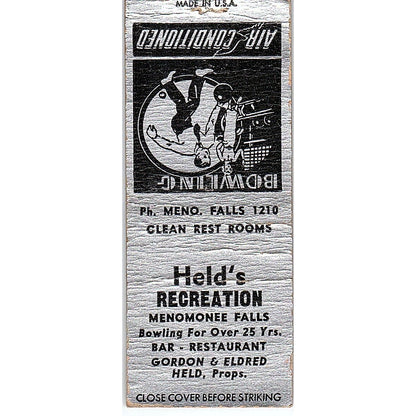 MADE IN U.S.A.
AIR CONDITIONED
BOWLING
PH. MENO. FALLS 1210
CLEAN REST ROOMS
Held's
RECREATION
MENOMONEE FALLS
Bowling For Over 25 Yrs.
BAR - RESTAURANT
GORDON & ELDRED
HELD, Props.
CLOSE COVER BEFORE STRIKING